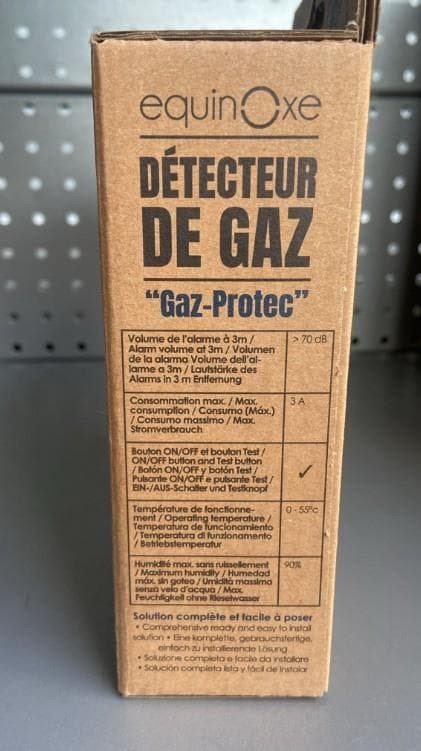 equinOxe
DÉTECTEUR
DE GAZ
“Gaz-Protec”
Volume de l'alarme à 3m /
Alarm volume at 3m / Volumen
de la alarma Volume dell'al-
larme a 3m / Lautstärke des
Alarms in 3 m Entfernung
> 70 dB
Consommation max. / Max.
consumption / Consumo (Máx.)
/ Consumo massimo / Max.
Stromverbrauch
3 A
Bouton ON/OFF et bouton Test /
ON/OFF button and Test button
/ Botón ON/OFF y botón Test /
Pulsante ON/OFF e pulsante Test /
EIN-/AUS-Schalter und Testknopf
✓
Température de fonctionne-
ment / Operating temperature /
Temperatura de funcionamiento
/ Temperatura di funzionamento
/ Betriebstemperatur
0 - 55°c
Humidité max. sans ruissellement
/ Maximum humidity / Humedad
máx. sin goteo / Umidità massima
senza velo d'acqua / Max.
Feuchtigkeit ohne Rieselwasser
90%
Solution complète et facile à poser
• Comprehensive ready and easy to install
solution • Eine komplette, gebrauchsfertige,
einfach zu installierende Lösung
• Soluzione completa e facile da installare
• Solución completa lista y fácil de instalar